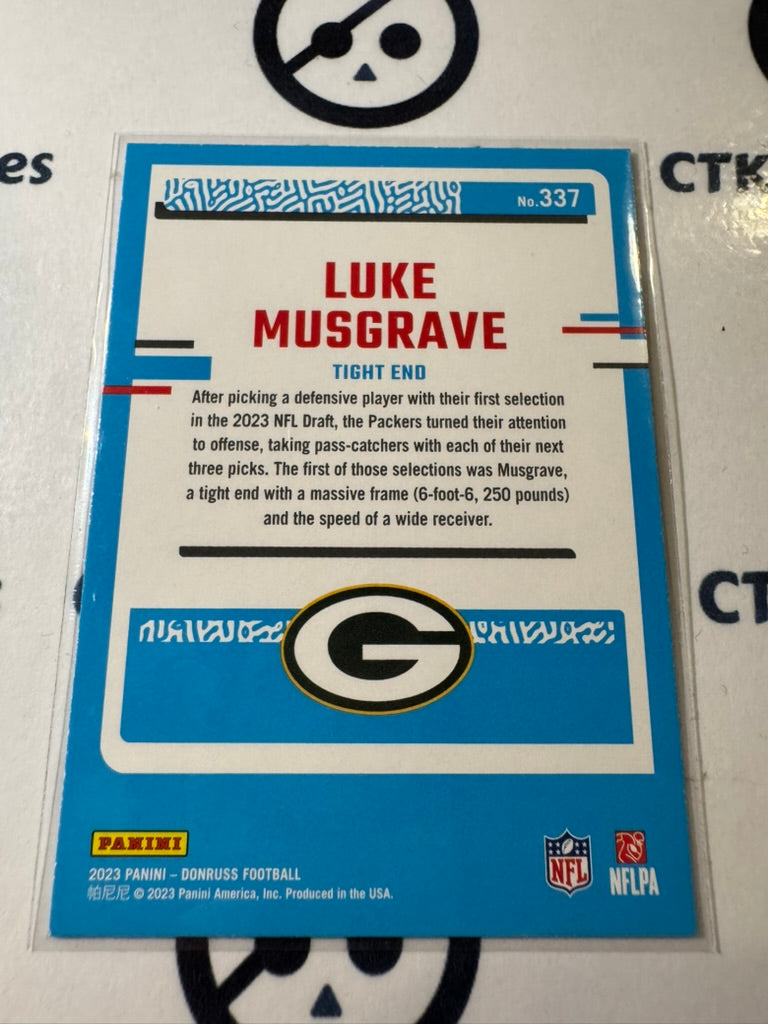 es
CTK
No.337
LUKE
MUSGRAVE
TIGHT END
After picking a defensive player with their first selection
in the 2023 NFL Draft, the Packers turned their attention
to offense, taking pass-catchers with each of their next
three picks. The first of those selections was Musgrave,
a tight end with a massive frame (6-foot-6, 250 pounds)
and the speed of a wide receiver.
G
CT
PANINI
2023 PANINI – DONRUSS FOOTBALL
帕尼尼 © 2023 Panini America, Inc. Produced in the USA.
NFL
NFLPA